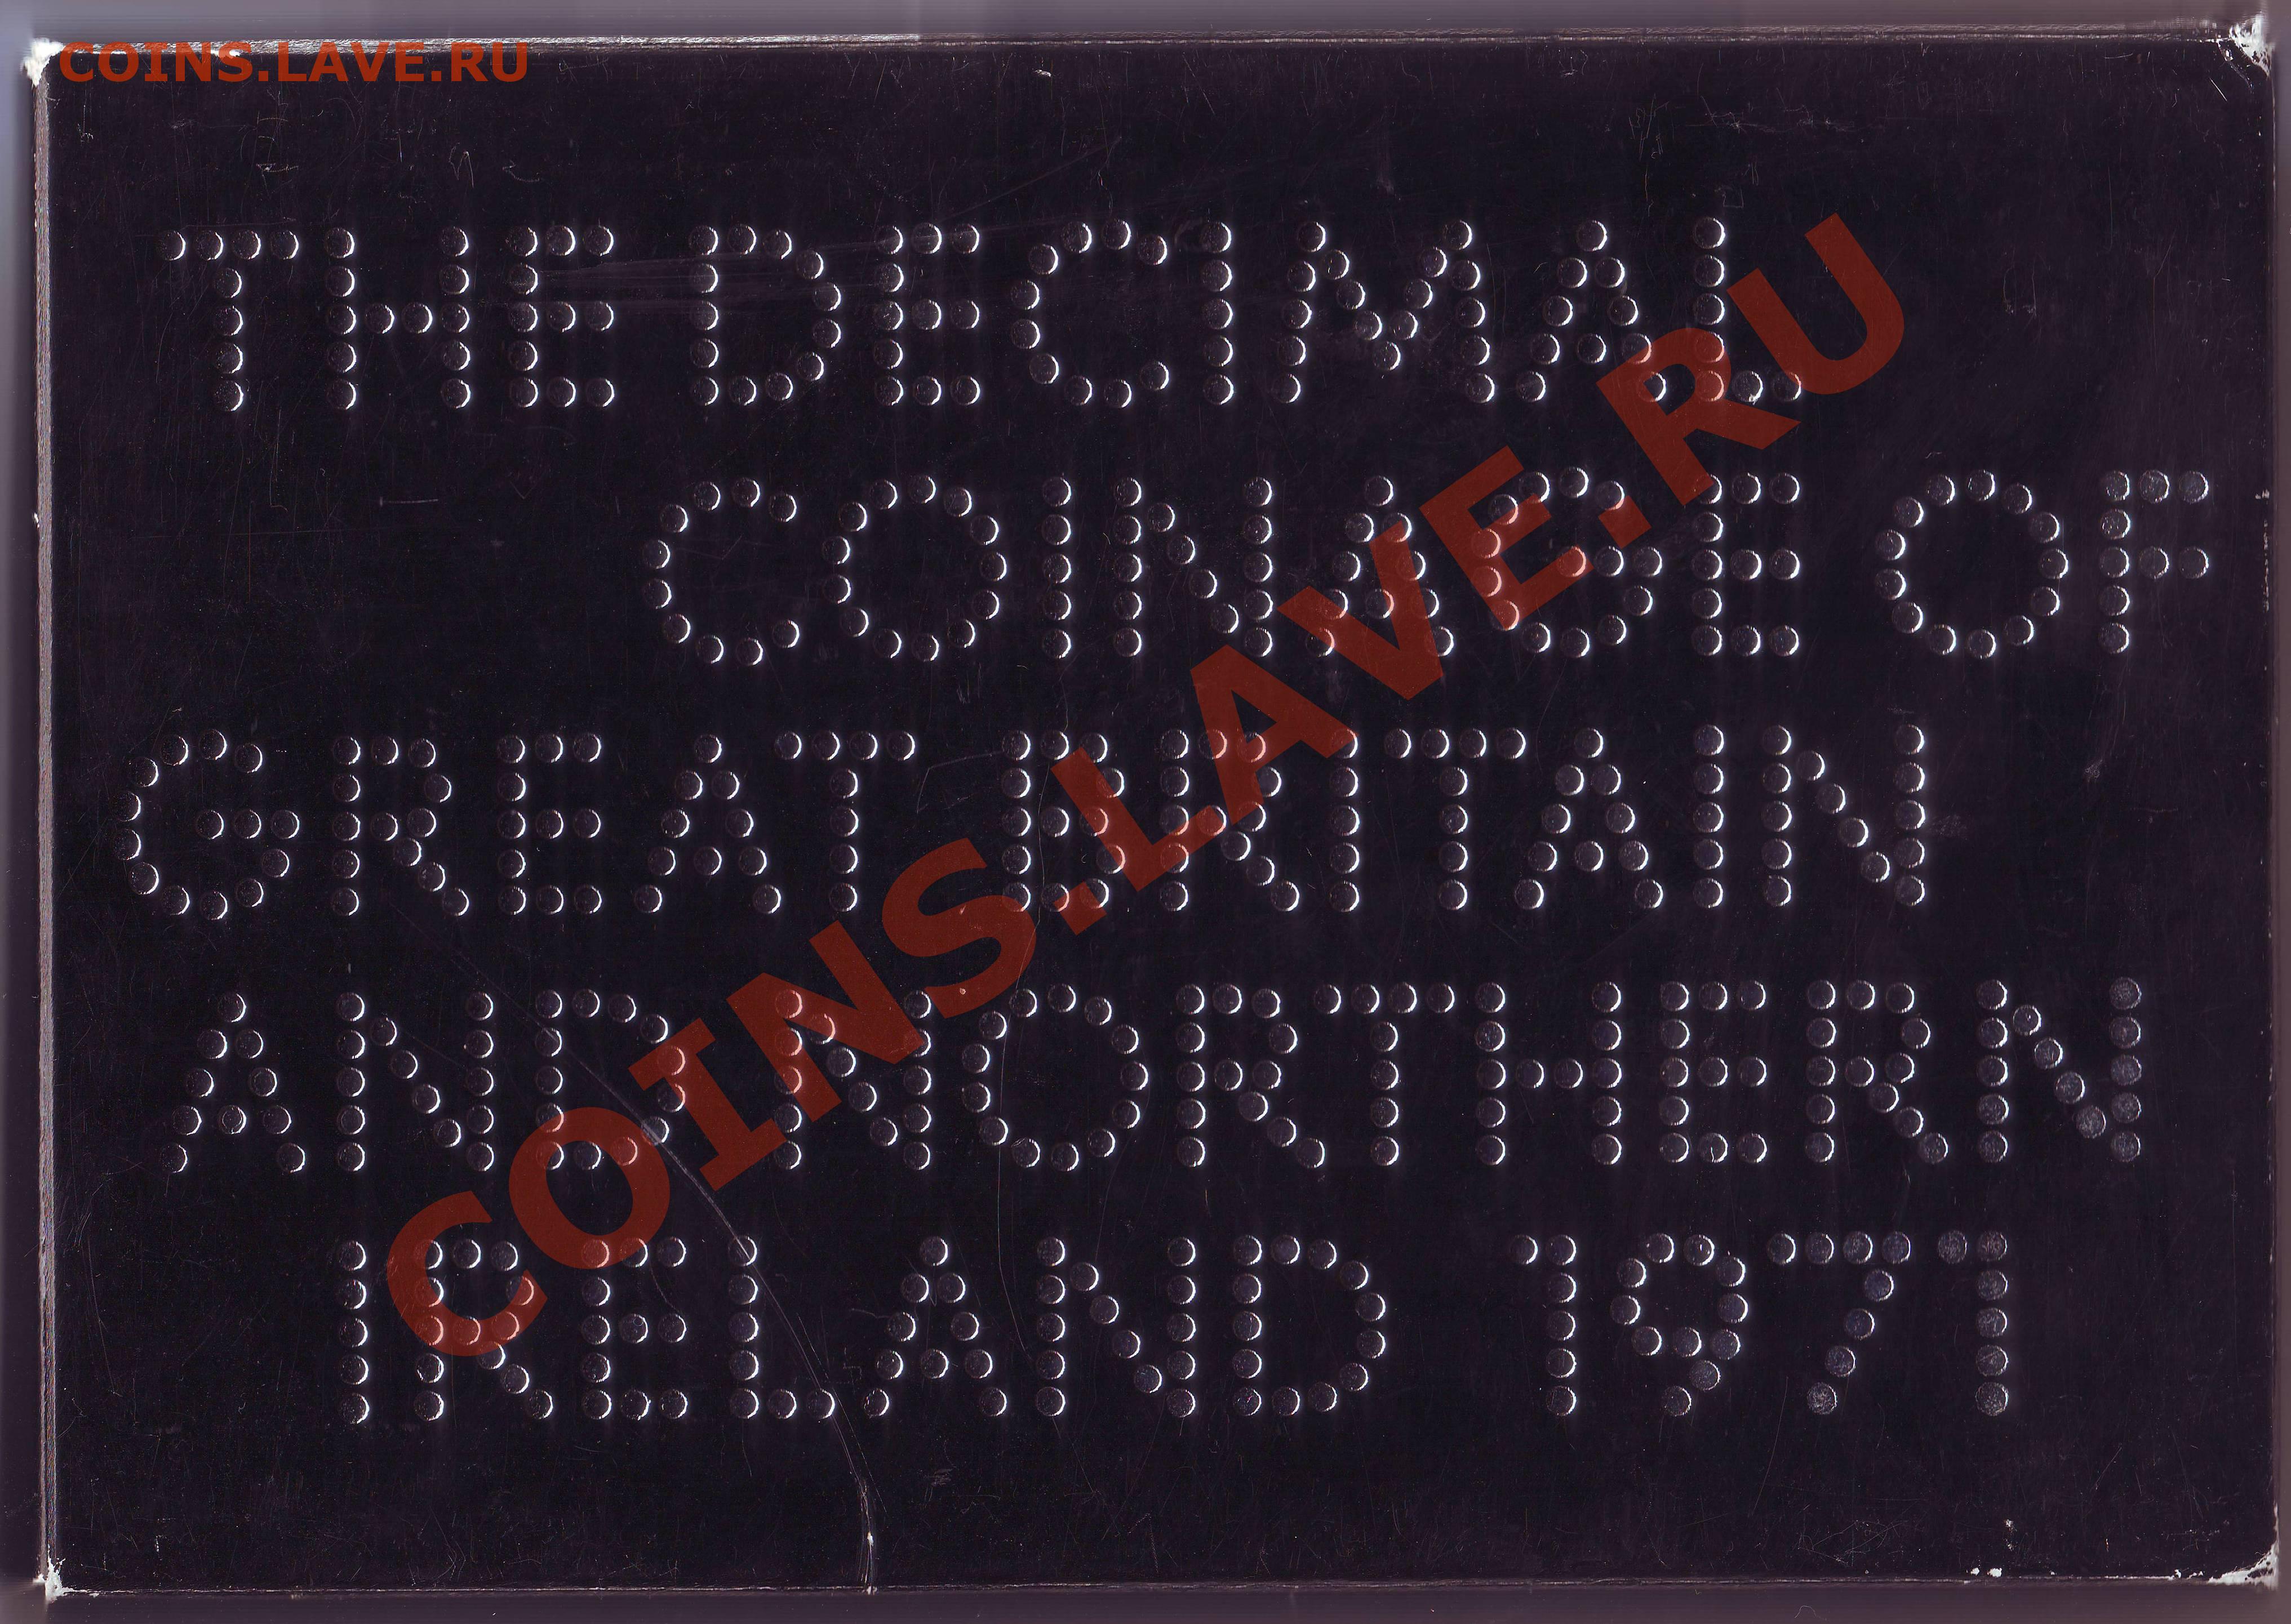 COINS.LAVE.RU
THE DECIMAL
COINAGE OF
GREAT BRITAIN
AND NORTHERN
IRELAND 1971
COINS.LAVE.RU